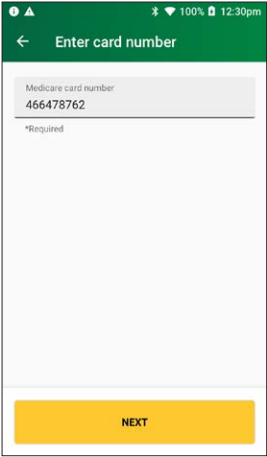 100% 12:30pm
Enter card number
Medicare card number
466478762
*Required
NEXT